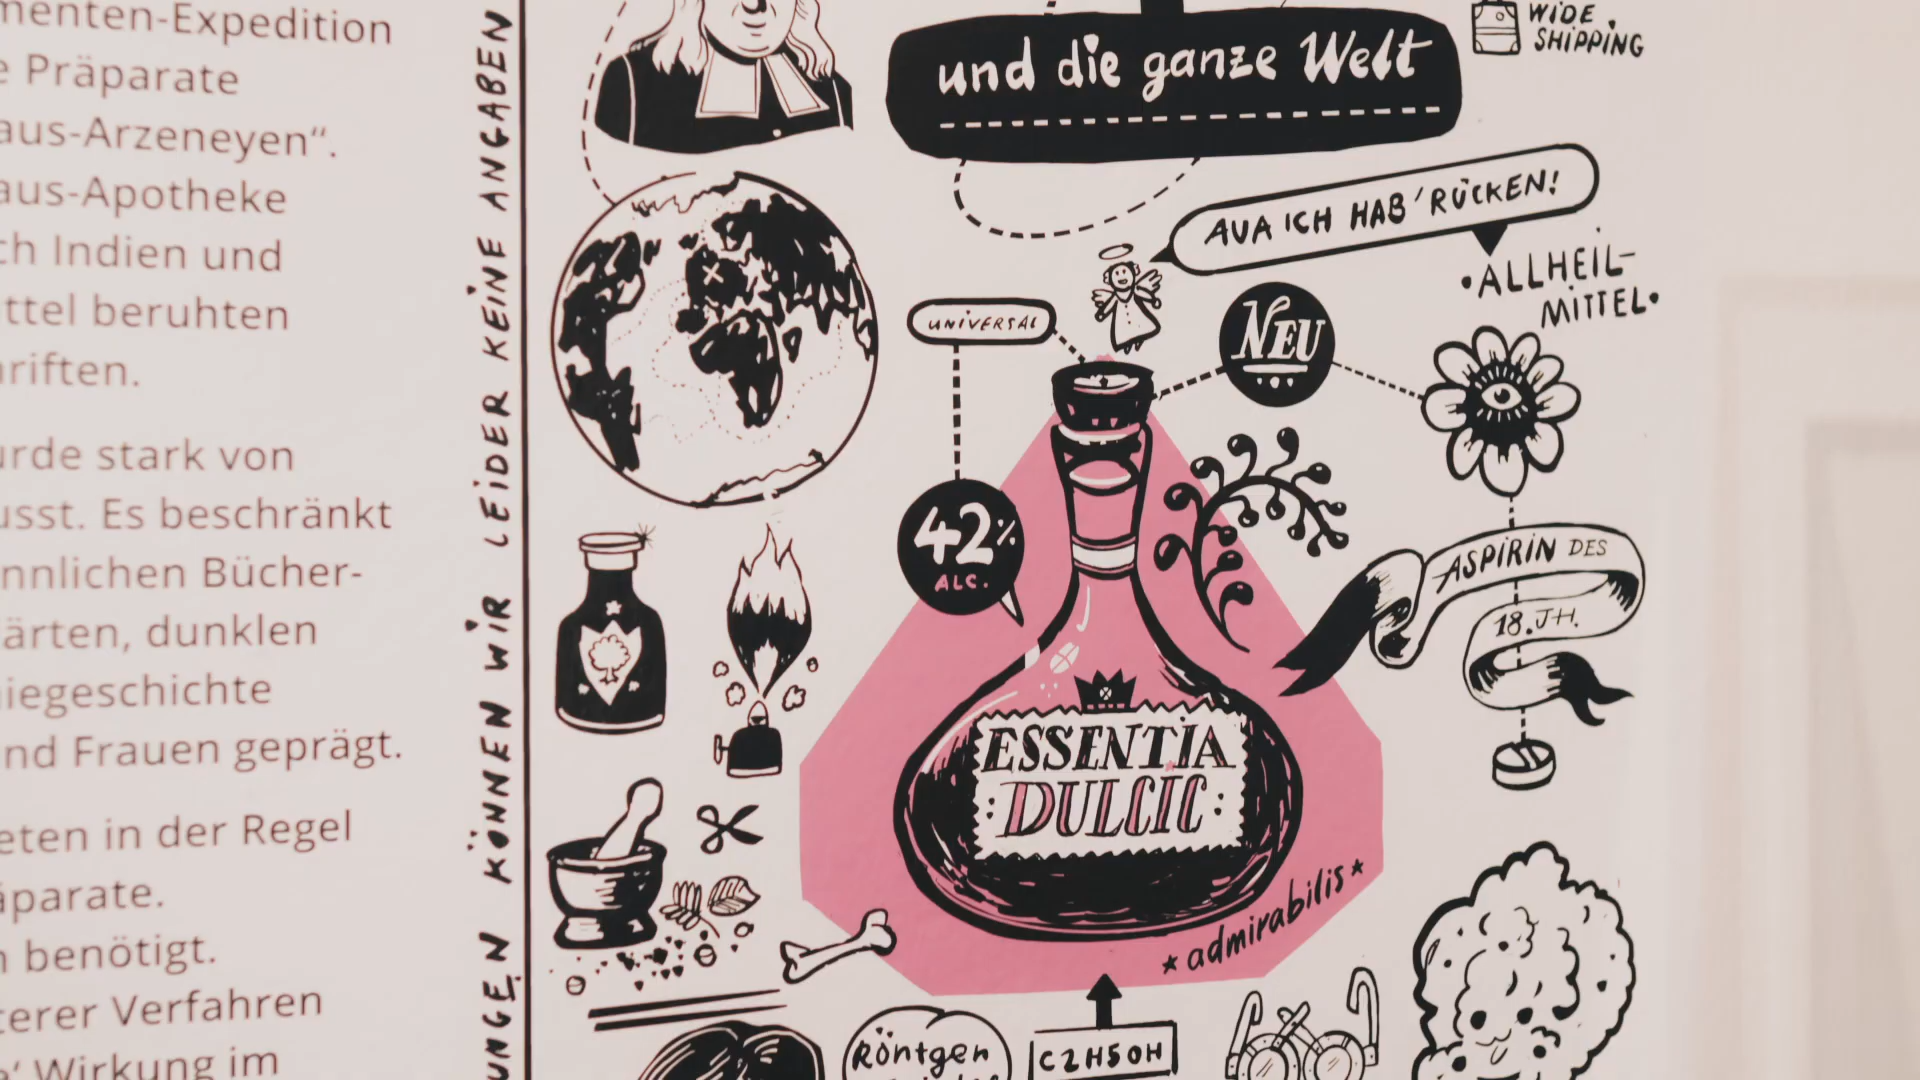 menten-Expedition
e Präparate
aus-Arzeneyen“.
aus-Apotheke
ch Indien und
ttel beruhten
riften.
urde stark von
usst. Es beschränkt
nnlichen Bücher-
ärten, dunklen
iegeschichte
nd Frauen geprägt.
eten in der Regel
äparate.
n benötigt.
terer Verfahren
e‘ Wirkung im
UNGEN KÖNNEN WIR LEIDER KEINE ANGABEN
und die ganze Welt
WIDE
SHIPPING
AUA ICH HAB'RÜCKEN!
•ALLHEIL-
MITTEL•
UNIVERSAL
NEU
42%
ALC.
ASPIRIN DES
18.JH.
ESSENTIA
:DULCIC:
*admirabilis*
Röntgen
C2H5OH